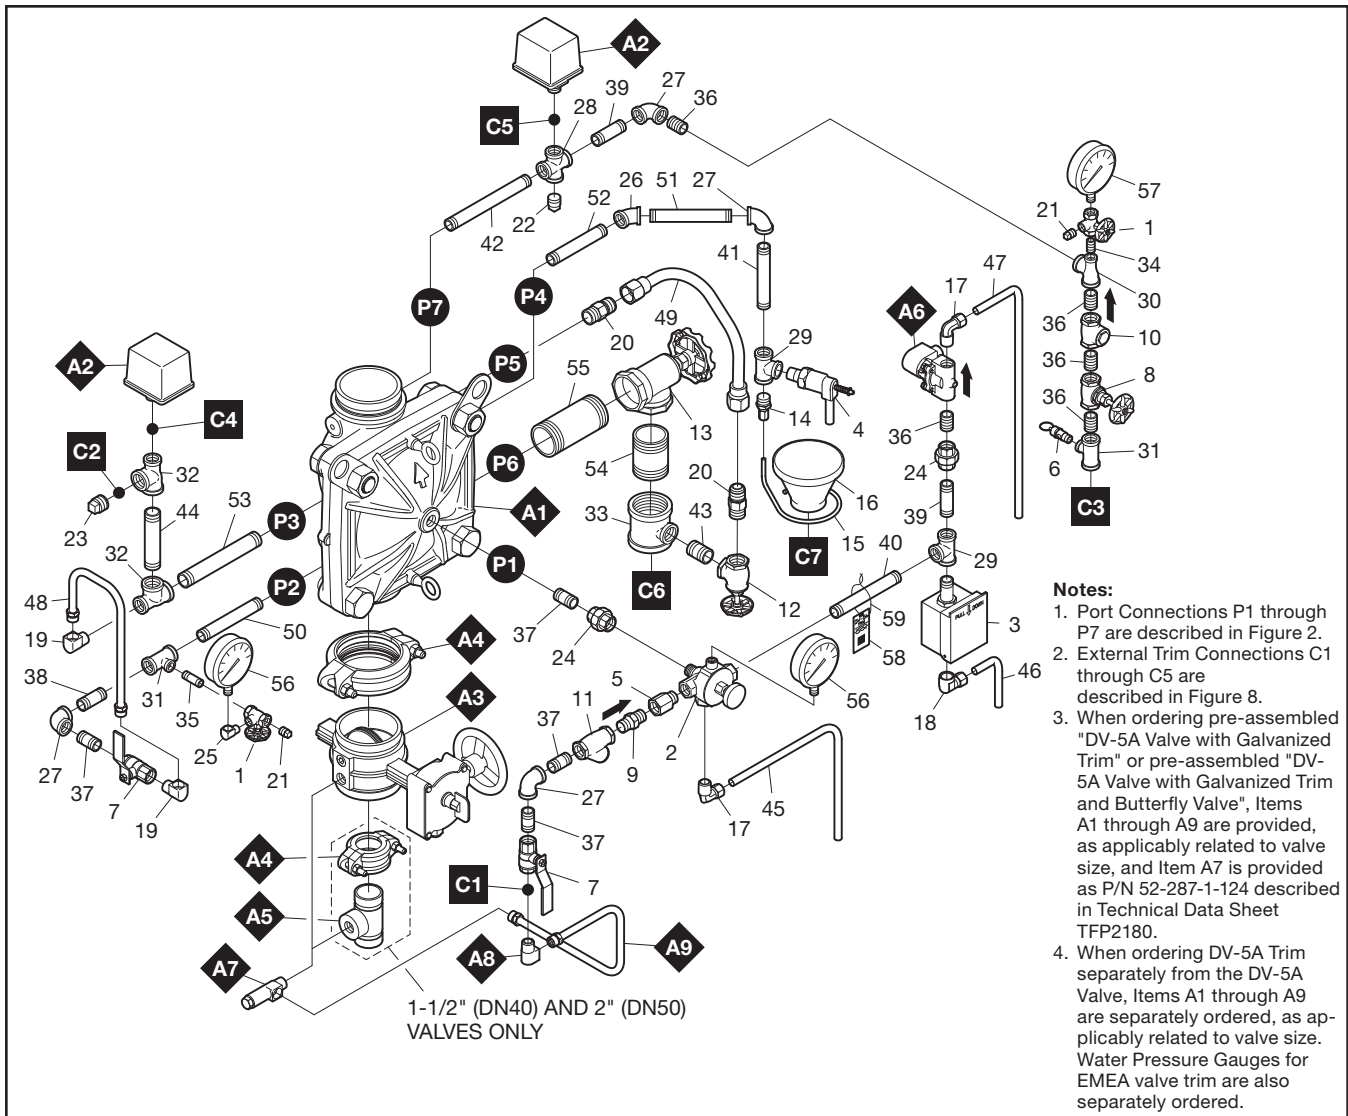 A2
27
39
36
28
C5
57
26
51
27
21
1
52
22
34
42
47
17
41
30
P7
P4
36
A6
10
49
20
29
36
A2
P5
55
8
36
C4
14
4
13
36
C2
32
P6
24
6
31
54
20
16
C3
23
44
53
A1
33
43
39
P3
15
40
29
32
P1
C7
C6
48
P2
12
59
37
19
50
3
24
58
A4
38
56
5
56
46
31
11
35
A3
37
18
25
2
9
27
37
1
21
7
27
17
45
19
37
A4
C1
7
A5
A8
A9
A7
PULL DOWN
1-1/2" (DN40) AND 2" (DN50)
VALVES ONLY
Notes:
1. Port Connections P1 through
P7 are described in Figure 2.
2. External Trim Connections C1
through C5 are
described in Figure 8.
3. When ordering pre-assembled
"DV-5A Valve with Galvanized
Trim" or pre-assembled "DV-
5A Valve with Galvanized Trim
and Butterfly Valve", Items
A1 through A9 are provided,
as applicably related to valve
size, and Item A7 is provided
as P/N 52-287-1-124 described
in Technical Data Sheet
TFP2180.
4. When ordering DV-5A Trim
separately from the DV-5A
Valve, Items A1 through A9
are separately ordered, as ap-
plicably related to valve size.
Water Pressure Gauges for
EMEA valve trim are also
separately ordered.